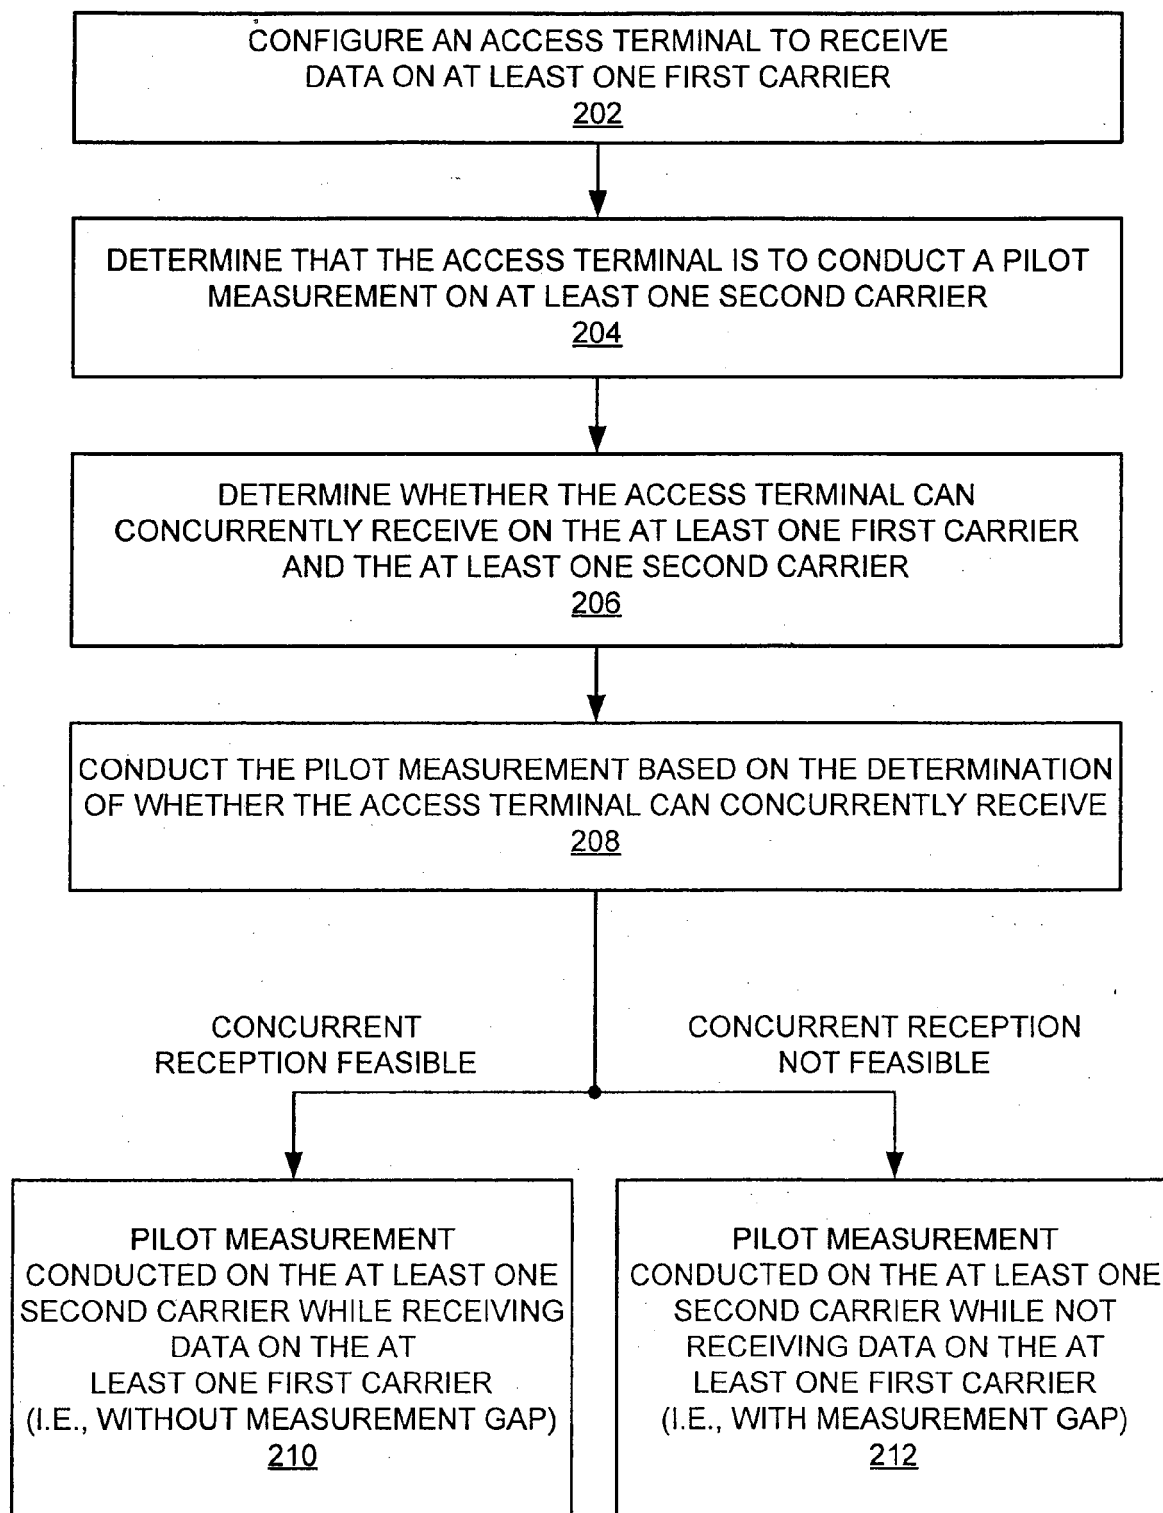 CONFIGURE AN ACCESS TERMINAL TO RECEIVE
DATA ON AT LEAST ONE FIRST CARRIER
202
DETERMINE THAT THE ACCESS TERMINAL IS TO CONDUCT A PILOT
MEASUREMENT ON AT LEAST ONE SECOND CARRIER
204
DETERMINE WHETHER THE ACCESS TERMINAL CAN
CONCURRENTLY RECEIVE ON THE AT LEAST ONE FIRST CARRIER
AND THE AT LEAST ONE SECOND CARRIER
206
CONDUCT THE PILOT MEASUREMENT BASED ON THE DETERMINATION
OF WHETHER THE ACCESS TERMINAL CAN CONCURRENTLY RECEIVE
208
CONCURRENT
RECEPTION FEASIBLE
CONCURRENT RECEPTION
NOT FEASIBLE
PILOT MEASUREMENT
CONDUCTED ON THE AT LEAST ONE
SECOND CARRIER WHILE RECEIVING
DATA ON THE AT
LEAST ONE FIRST CARRIER
(I.E., WITHOUT MEASUREMENT GAP)
210
PILOT MEASUREMENT
CONDUCTED ON THE AT LEAST ONE
SECOND CARRIER WHILE NOT
RECEIVING DATA ON THE AT
LEAST ONE FIRST CARRIER
(I.E., WITH MEASUREMENT GAP)
212